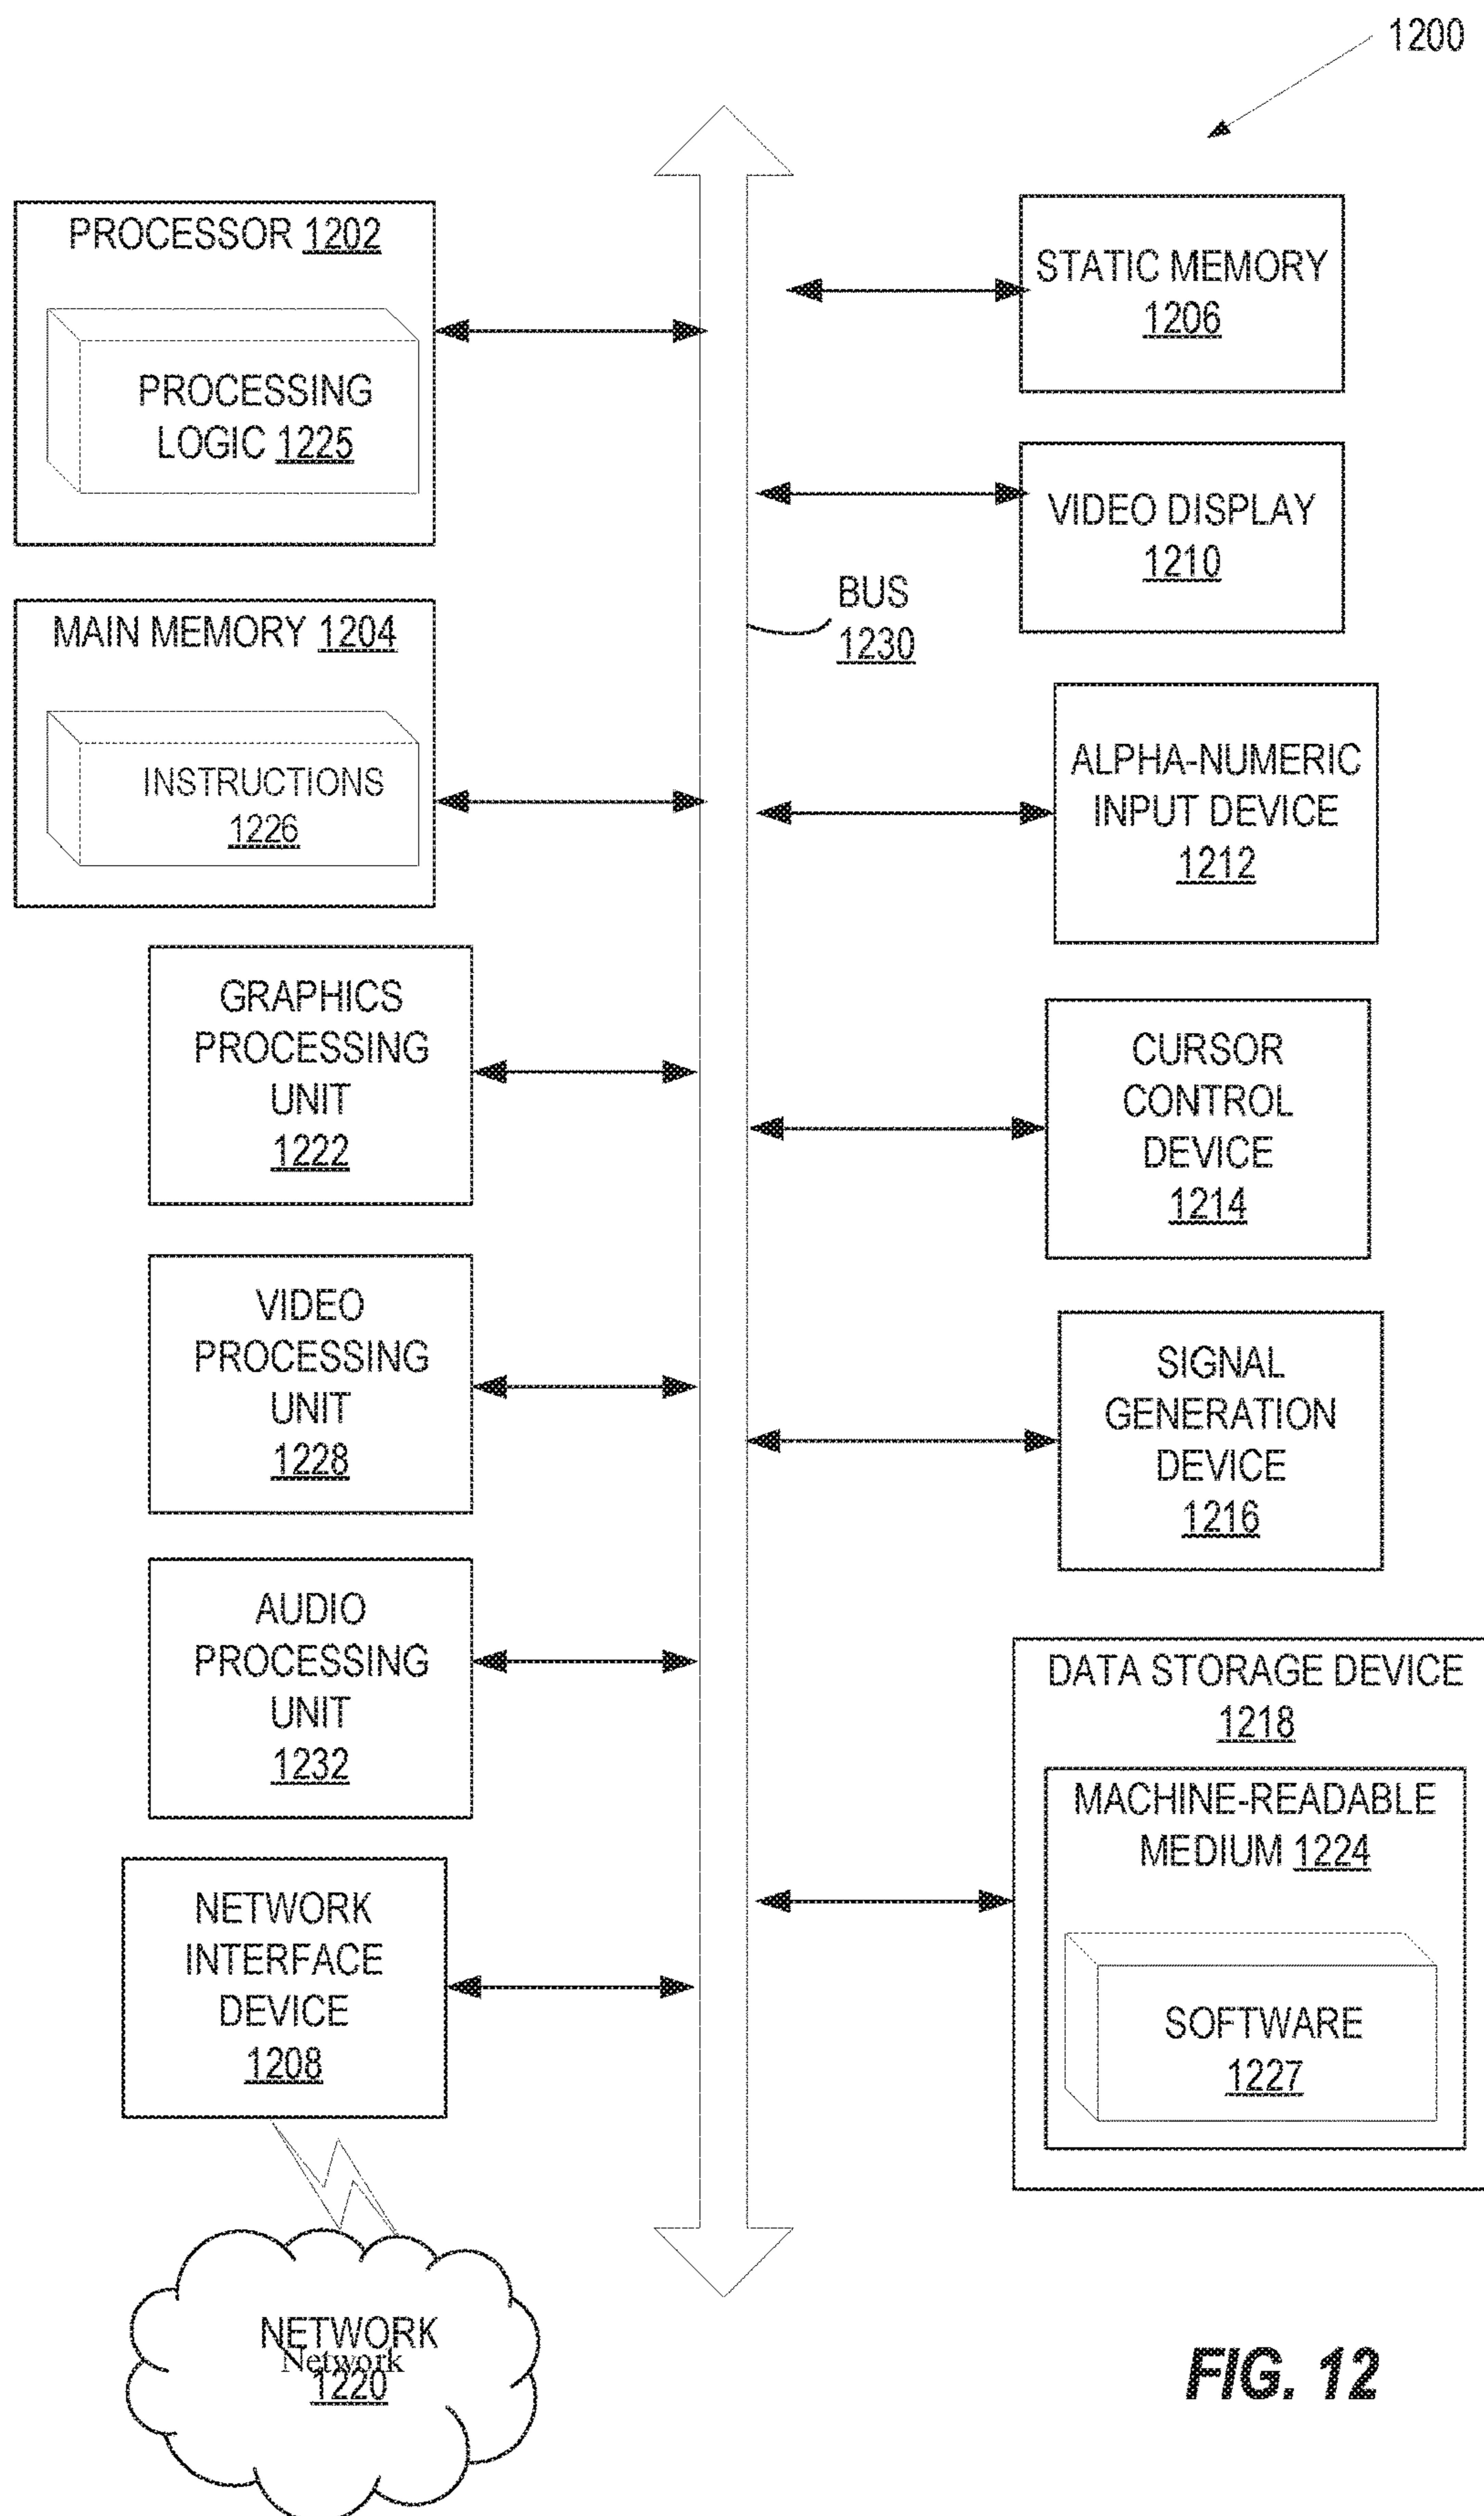 1200
PROCESSOR 1202
PROCESSING
LOGIC 1225
MAIN MEMORY 1204
INSTRUCTIONS
1226
GRAPHICS
PROCESSING
UNIT
1222
VIDEO
PROCESSING
UNIT
1228
AUDIO
PROCESSING
UNIT
1232
NETWORK
INTERFACE
DEVICE
1208
NETWORK
Network
1220
BUS
1230
STATIC MEMORY
1206
VIDEO DISPLAY
1210
ALPHA-NUMERIC
INPUT DEVICE
1212
CURSOR
CONTROL
DEVICE
1214
SIGNAL
GENERATION
DEVICE
1216
DATA STORAGE DEVICE
1218
MACHINE-READABLE
MEDIUM 1224
SOFTWARE
1227
FIG. 12